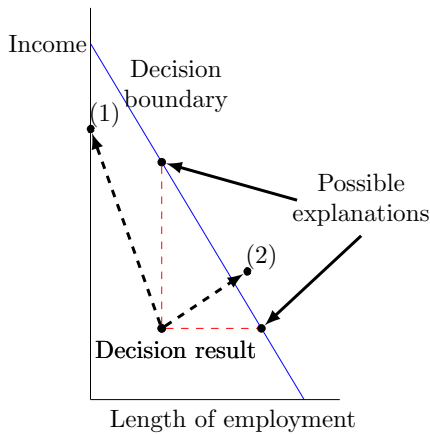 Income
Decision
boundary
(1)
Possible
explanations
(2)
Decision result
Length of employment